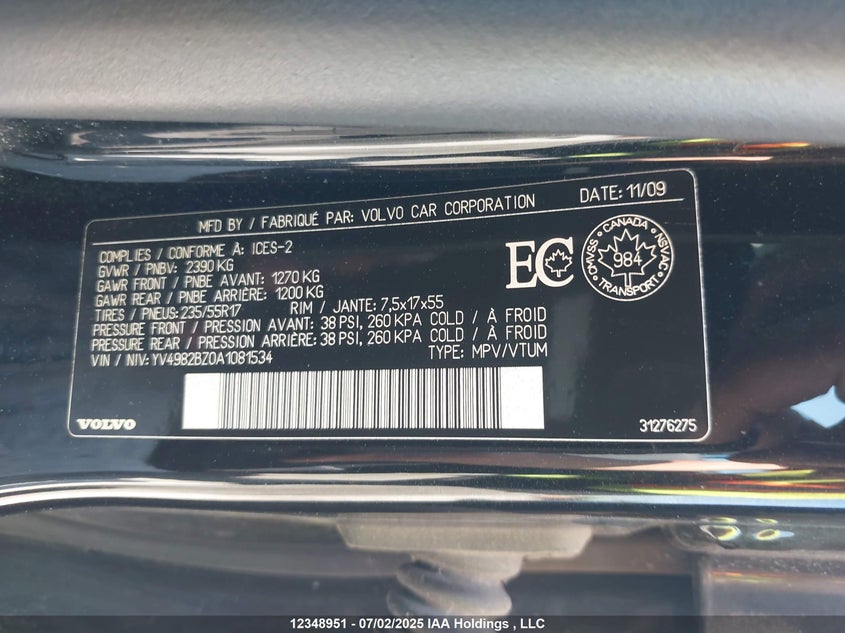 MFD BY / FABRIQUÉ PAR: VOLVO CAR CORPORATION DATE: 11/09
COMPLIES / CONFORME À: ICES-2
GVWR / PNBV: 2390 KG
GAWR FRONT / PNBE AVANT: 1270 KG
GAWR REAR / PNBE ARRIÈRE: 1200 KG
TIRES / PNEUS: 235/55R17 RIM / JANTE: 7,5x17x55
PRESSURE FRONT / PRESSION AVANT: 38 PSI, 260 KPA COLD / À FROID
PRESSURE REAR / PRESSION ARRIÈRE: 38 PSI, 260 KPA COLD / À FROID
VIN / NIV: YV4982BZ0A1081534 TYPE: MPV/VTUM
EC
CANADA
CMVSS
984
NSVAC
TRANSPORT
VOLVO
31276275
12348951 - 07/02/2025 IAA Holdings , LLC